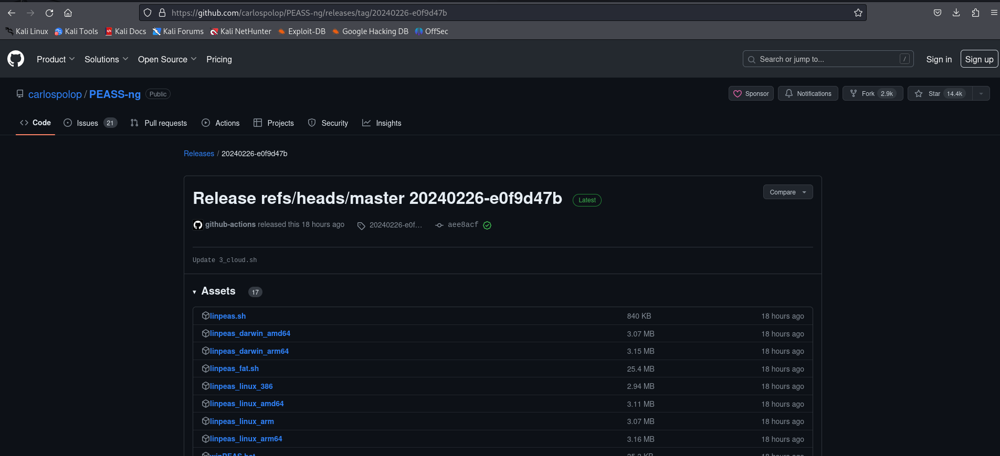 https://github.com/carlospolop/PEASS-ng/releases/tag/20240226-e0f9d47b
Kali Linux Kali Tools Kali Docs Kali Forums Kali NetHunter Exploit-DB Google Hacking DB OffSec
Product Solutions Open Source Pricing Search or jump to... / Sign in Sign up
carlospolop / PEASS-ng Public Sponsor Notifications Fork 2.9k Star 14.4k
Code Issues 21 Pull requests Actions Projects Security Insights
Releases / 20240226-e0f9d47b
Release refs/heads/master 20240226-e0f9d47b Latest Compare
github-actions released this 18 hours ago 20240226-e0f... aee8acf
Update 3_cloud.sh
Assets 17
linpeas.sh 840 KB 18 hours ago
linpeas_darwin_amd64 3.07 MB 18 hours ago
linpeas_darwin_arm64 3.15 MB 18 hours ago
linpeas_fat.sh 25.4 MB 18 hours ago
linpeas_linux_386 2.94 MB 18 hours ago
linpeas_linux_amd64 3.11 MB 18 hours ago
linpeas_linux_arm 3.07 MB 18 hours ago
linpeas_linux_arm64 3.16 MB 18 hours ago
winPEAS.bat 18 hours ago